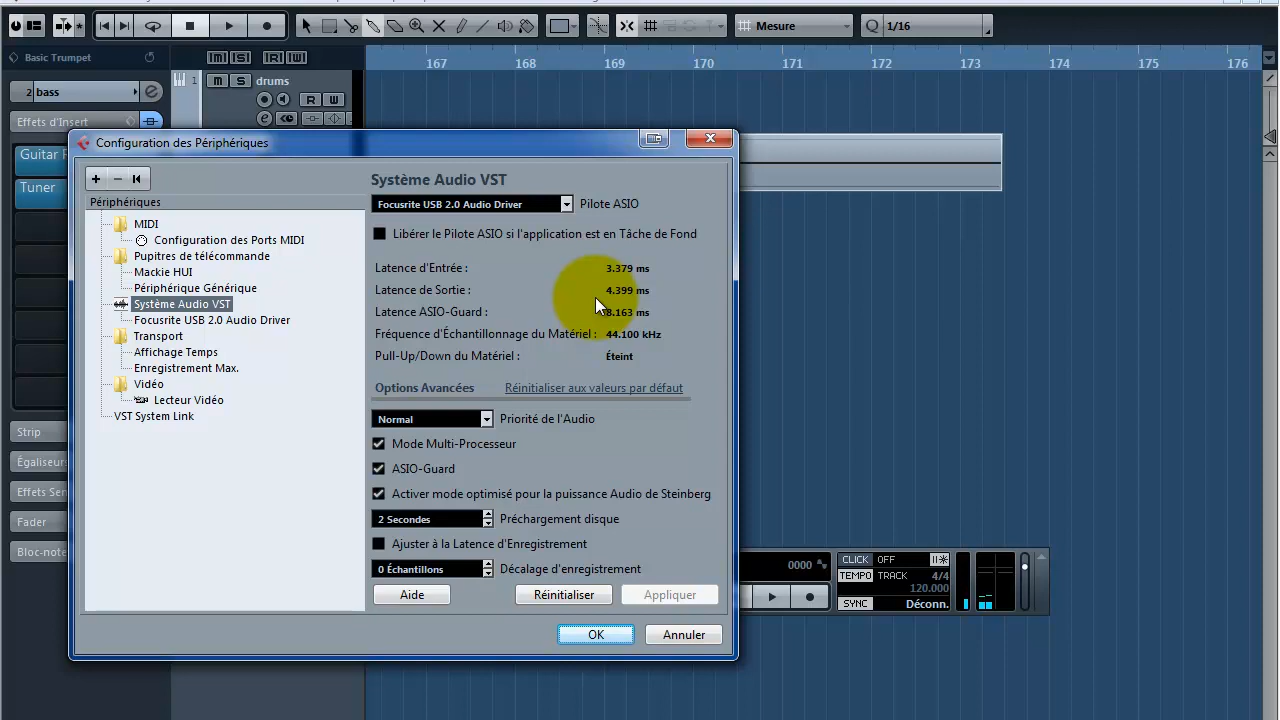 Mesure
Q 1/16
Basic Trumpet
M S R W
167 168 169 170 171 172 173 174 175 176
1 m S drums
2 bass
R W
e
Effets d'Insert
Guitar
Tuner
Strip
Égaliseurs
Effets Sen
Fader
Bloc-note
Configuration des Périphériques
Périphériques
MIDI
Configuration des Ports MIDI
Pupitres de télécommande
Mackie HUI
Périphérique Générique
Système Audio VST
Focusrite USB 2.0 Audio Driver
Transport
Affichage Temps
Enregistrement Max.
Vidéo
Lecteur Vidéo
VST System Link
Système Audio VST
Focusrite USB 2.0 Audio Driver Pilote ASIO
Libérer le Pilote ASIO si l'application est en Tâche de Fond
Latence d'Entrée : 3.379 ms
Latence de Sortie : 4.399 ms
Latence ASIO-Guard : 8.163 ms
Fréquence d'Échantillonnage du Matériel : 44.100 kHz
Pull-Up/Down du Matériel : Éteint
Options Avancées Réinitialiser aux valeurs par défaut
Normal Priorité de l'Audio
Mode Multi-Processeur
ASIO-Guard
Activer mode optimisé pour la puissance Audio de Steinberg
2 Secondes Préchargement disque
Ajuster à la Latence d'Enregistrement
0 Échantillons Décalage d'enregistrement
Aide Réinitialiser Appliquer
OK Annuler
0000
CLICK OFF
TEMPO TRACK 4/4
120.000
SYNC Déconn.